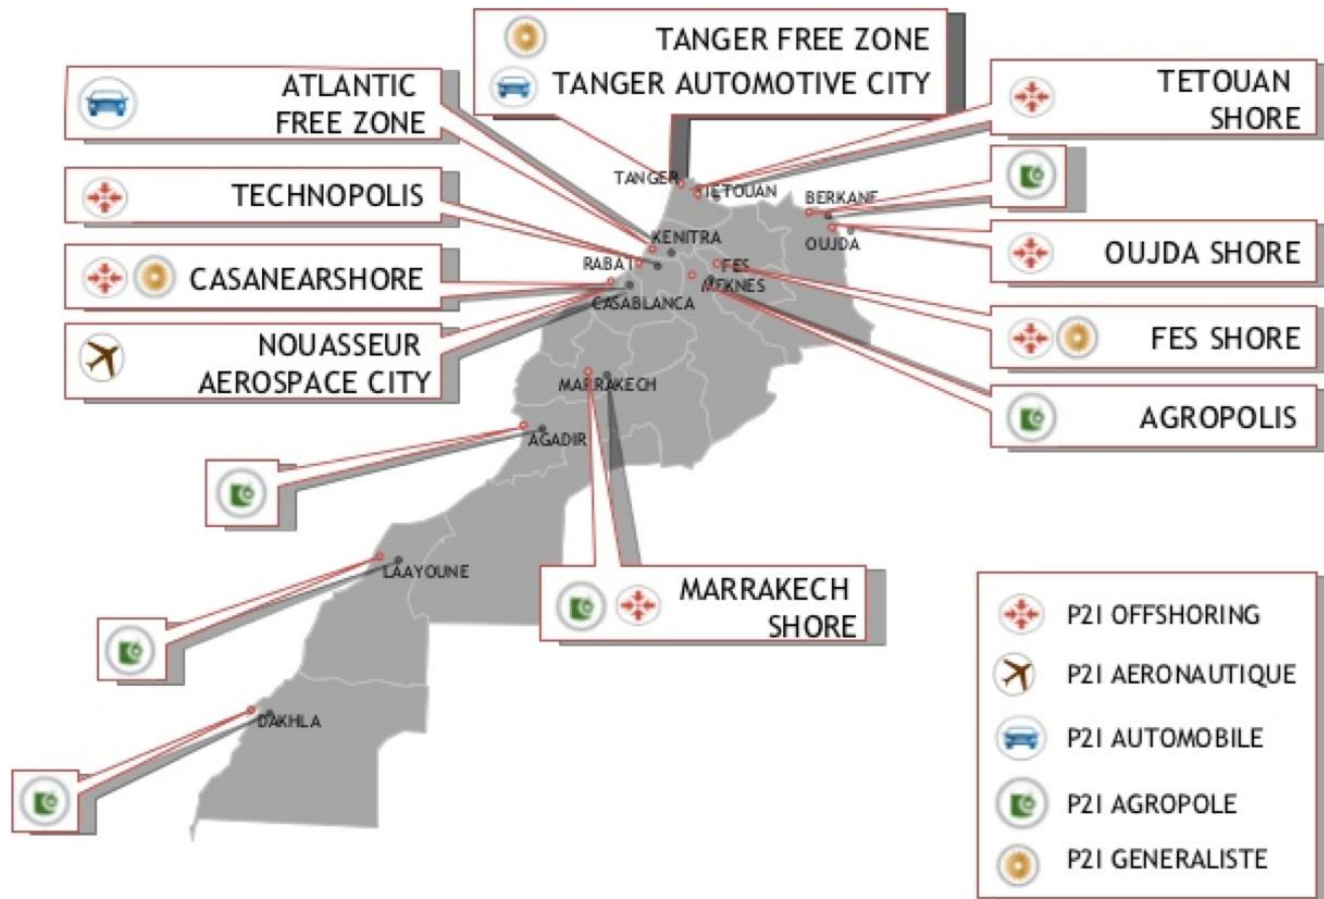 TANGER FREE ZONE
TANGER AUTOMOTIVE CITY
ATLANTIC
FREE ZONE
TETOUAN
SHORE
TECHNOPOLIS
TANGER
TETOUAN
BERKANE
OUJDA
KENITRA
RABAT
FES
MEKNES
CASABLANCA
CASANEARSHORE
OUJDA SHORE
NOUASSEUR
AEROSPACE CITY
FES SHORE
MARRAKECH
AGROPOLIS
AGADIR
LAAYOUNE
MARRAKECH
SHORE
DAKHLA
P2I OFFSHORING
P2I AERONAUTIQUE
P2I AUTOMOBILE
P2I AGROPOLE
P2I GENERALISTE